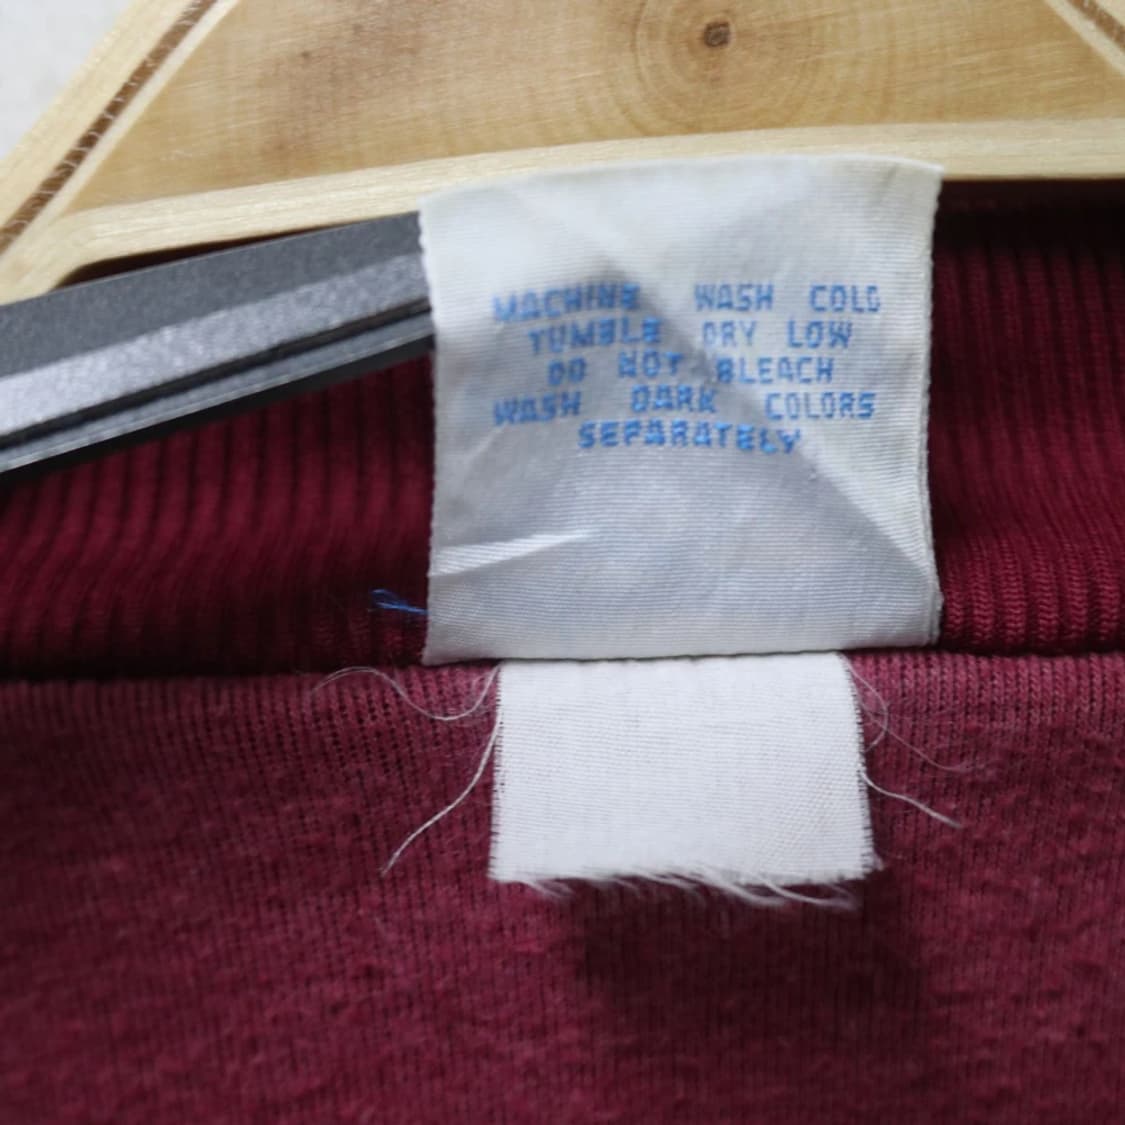 MACHINE WASH COLD
TUMBLE DRY LOW
DO NOT BLEACH
WASH DARK COLORS
SEPARATELY